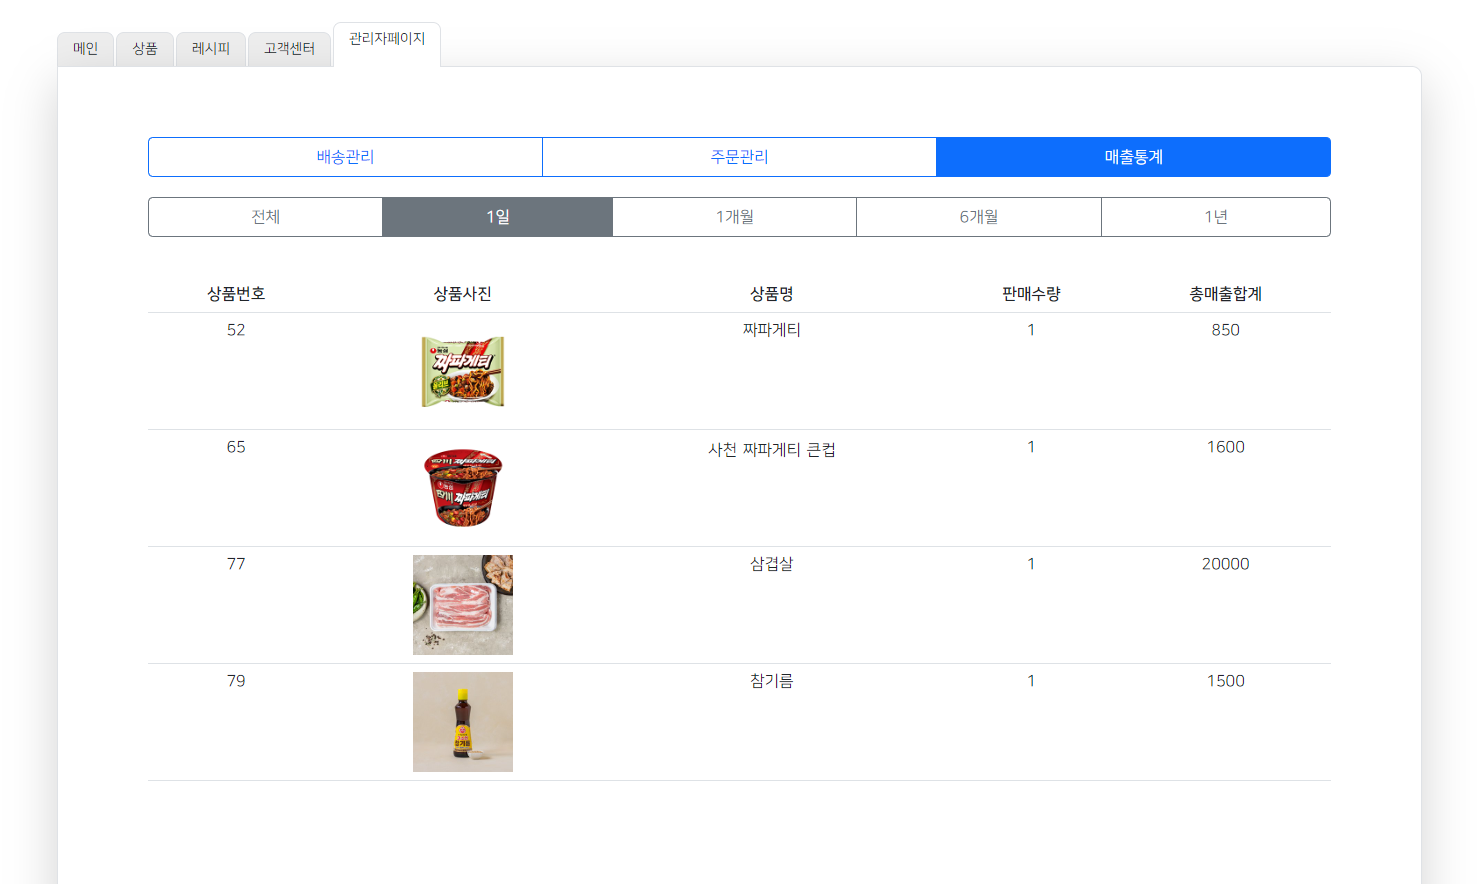 메인 상품 레시피 고객센터 관리자페이지
배송관리 주문관리 매출통계
전체 1일 1개월 6개월 1년
상품번호 상품사진 상품명 판매수량 총매출합계
52 짜파게티 1 850
짜파게티
65 사천 짜파게티 큰컵 1 1600
짜파게티
77 삼겹살 1 20000
79 참기름 1 1500
참기름